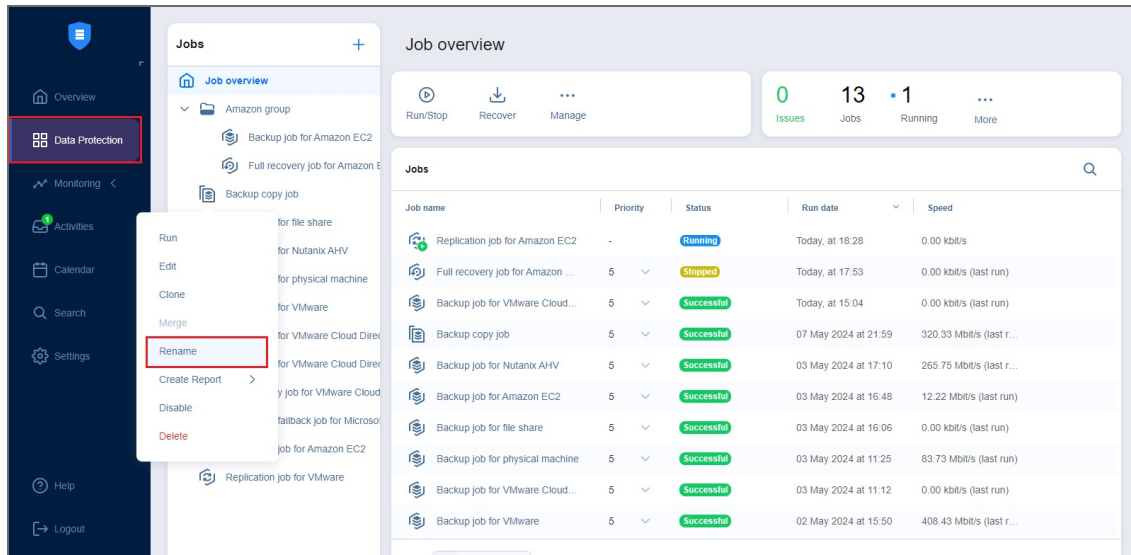 Overview
Data Protection
Monitoring
Activities
1
Calendar
Search
Settings
Help
Logout
Jobs
Job overview
Amazon group
Backup job for Amazon EC2
Full recovery job for Amazon E
Backup copy job
for file share
for Nutanix AHV
for physical machine
for VMware
for VMware Cloud Dire
for VMware Cloud Dire
y job for VMware Cloud
failback job for Microsof
job for Amazon EC2
Replication job for VMware
Run
Edit
Clone
Merge
Rename
Create Report
Disable
Delete
Job overview
Run/Stop Recover Manage
0 13 1
Issues Jobs Running More
Jobs
Job name Priority Status Run date Speed
Replication job for Amazon EC2 - Running Today, at 18:28 0.00 kbit/s
Full recovery job for Amazon ... 5 Stopped Today, at 17:53 0.00 kbit/s (last run)
Backup job for VMware Cloud... 5 Successful Today, at 15:04 0.00 kbit/s (last run)
Backup copy job 5 Successful 07 May 2024 at 21:59 320.33 Mbit/s (last r...
Backup job for Nutanix AHV 5 Successful 03 May 2024 at 17:10 265.75 Mbit/s (last r...
Backup job for Amazon EC2 5 Successful 03 May 2024 at 16:48 12.22 Mbit/s (last run)
Backup job for file share 5 Successful 03 May 2024 at 16:06 0.00 kbit/s (last run)
Backup job for physical machine 5 Successful 03 May 2024 at 11:25 83.73 Mbit/s (last run)
Backup job for VMware Cloud... 5 Successful 03 May 2024 at 11:12 0.00 kbit/s (last run)
Backup job for VMware 5 Successful 02 May 2024 at 15:50 408.43 Mbit/s (last r...